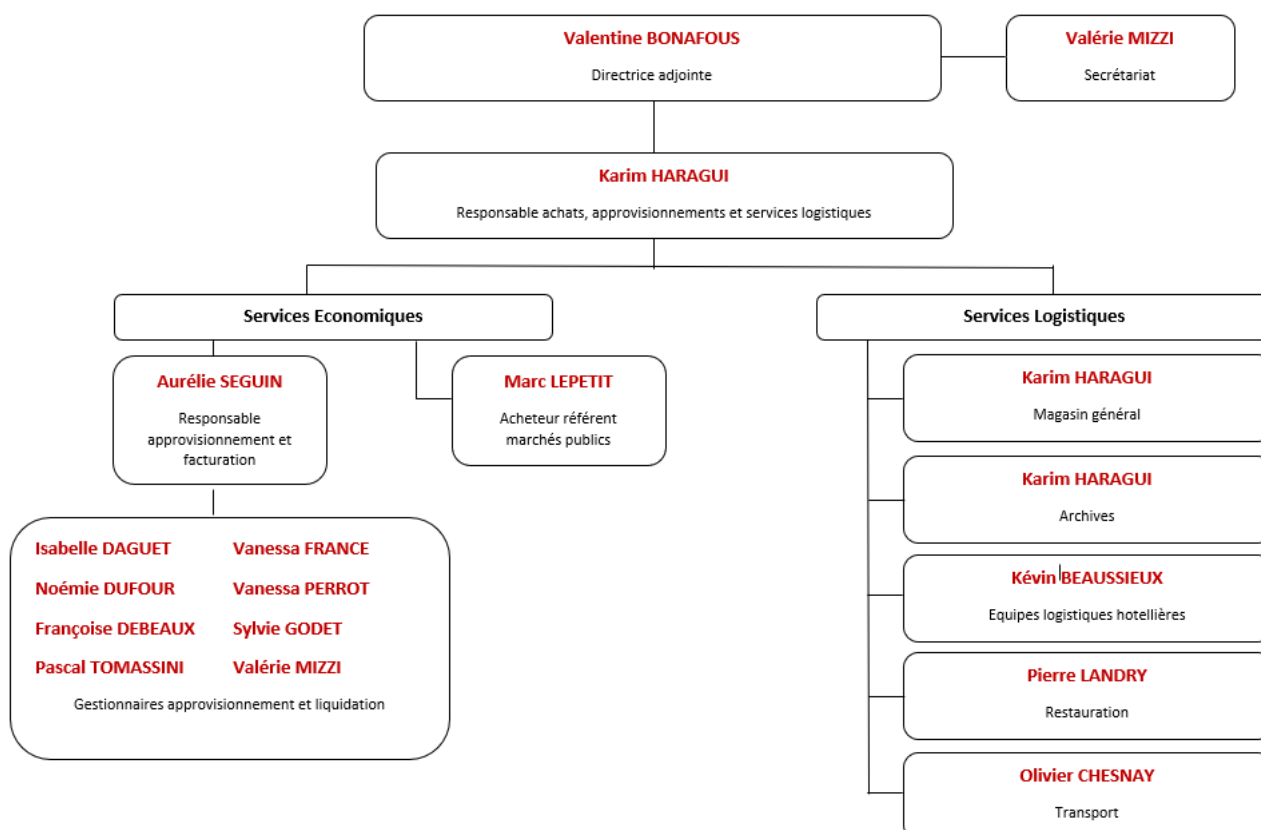 Valentine BONAFOUS
Directrice adjointe
Valérie MIZZI
Secrétariat
Karim HARAGUI
Responsable achats, approvisionnements et services logistiques
Services Economiques
Aurélie SEGUIN
Responsable
approvisionnement et
facturation
Marc LEPETIT
Acheteur référent
marchés publics
Isabelle DAGUET
Vanessa FRANCE
Noémie DUFOUR
Vanessa PERROT
Françoise DEBEAUX
Sylvie GODET
Pascal TOMASSINI
Valérie MIZZI
Gestionnaires approvisionnement et liquidation
Services Logistiques
Karim HARAGUI
Magasin général
Karim HARAGUI
Archives
Kévin BEAUSSIEUX
Equipes logistiques hotellières
Pierre LANDRY
Restauration
Olivier CHESNAY
Transport